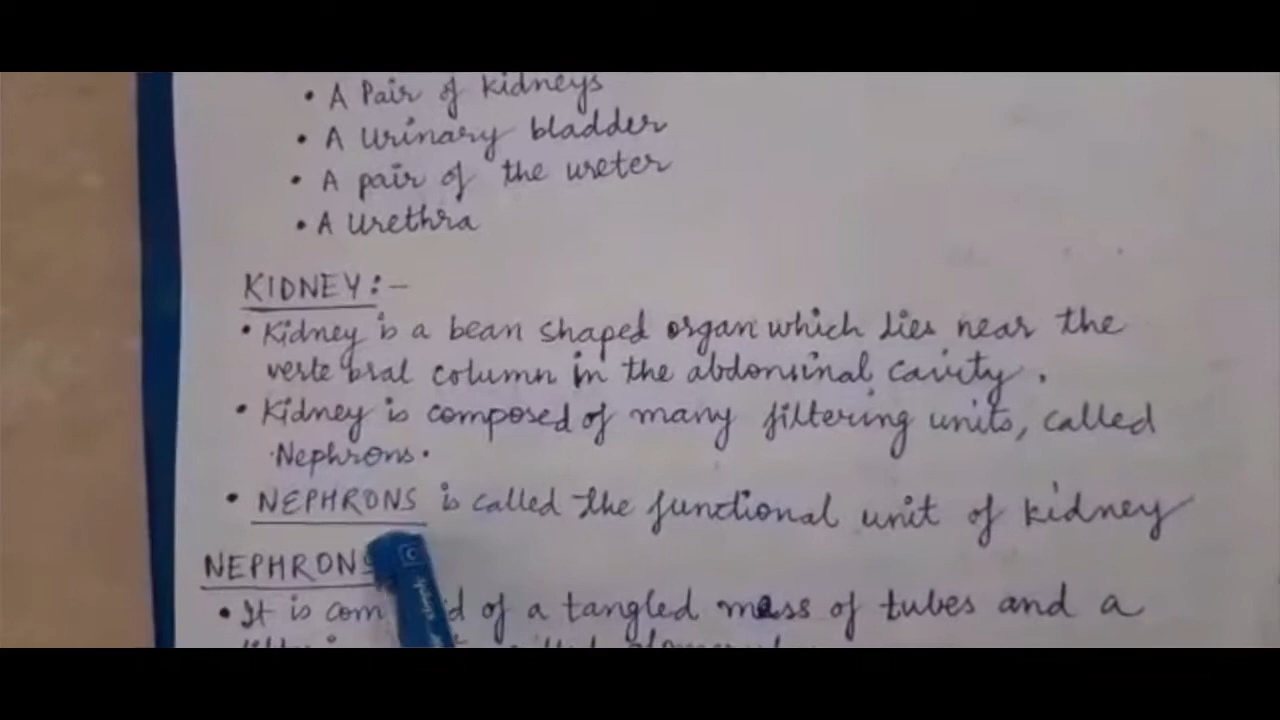 • A Pair of kidneys
• A Urinary bladder
• A pair of the ureter
• A Urethra
KIDNEY:-
• Kidney is a bean shaped organ which lies near the
vertebral column in the abdominal cavity.
• Kidney is composed of many filtering units, called
Nephrons.
• NEPHRONS is called the functional unit of kidney
NEPHRONS
• It is com d of a tangled mass of tubes and a